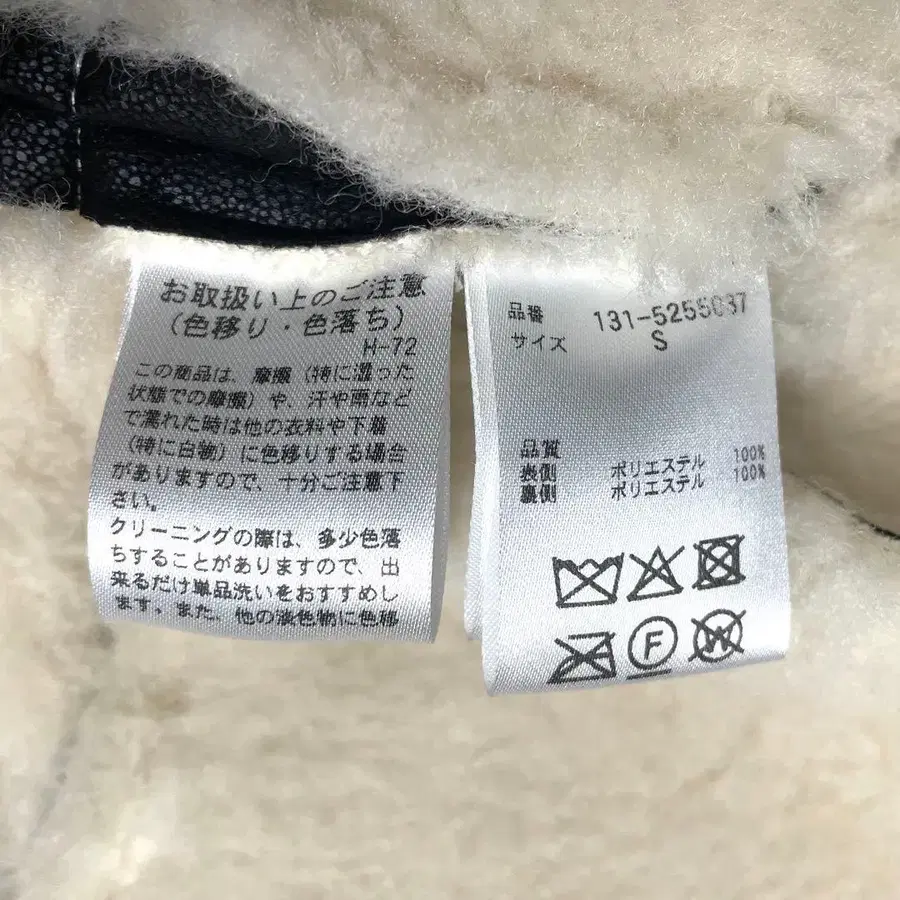 お取扱い上のご注意
(色移り・色落ち)
H-72
この商品は、摩擦(特に湿った
状態での摩擦)や、汗や雨などで
濡れた時は他の衣料や下着
(特に白物)に色移りする場合
がありますので、十分ご注意下
さい。
クリーニングの際は、多少色落
ちすることがありますので、出
来るだけ単品洗いをおすすめし
ます。また、他の淡色物に色移
品番 131-5255037
サイズ S
品質
表側 ポリエステル 100%
裏側 ポリエステル 100%
F
W